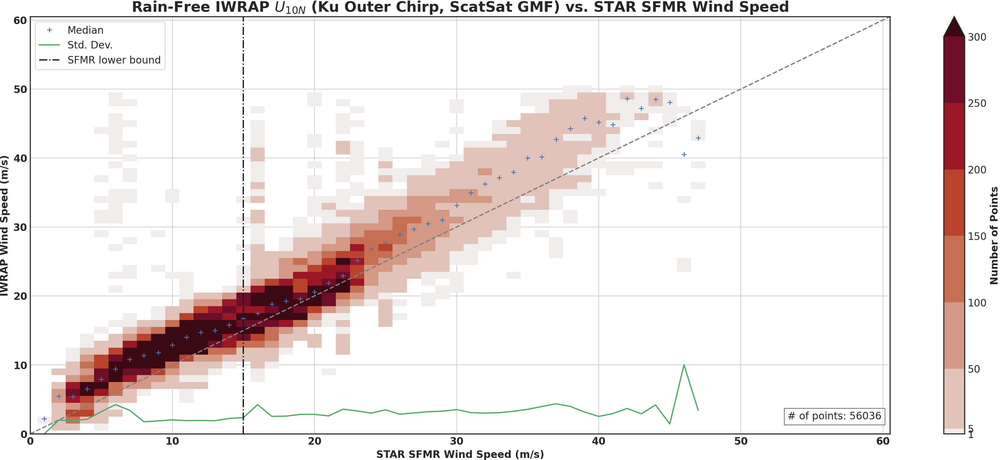 Rain-Free IWRAP U10N (Ku Outer Chirp, ScatSat GMF) vs. STAR SFMR Wind Speed
Median
Std. Dev.
SFMR lower bound
60
50
40
30
20
10
0
IWRAP Wind Speed (m/s)
0 10 20 30 40 50 60
STAR SFMR Wind Speed (m/s)
# of points: 56036
300
250
200
150
100
50
5
1
Number of Points